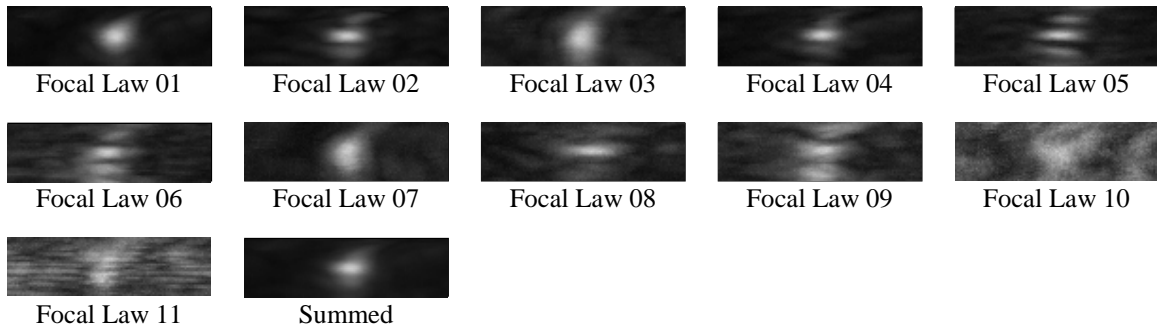 Focal Law 01
Focal Law 02
Focal Law 03
Focal Law 04
Focal Law 05
Focal Law 06
Focal Law 07
Focal Law 08
Focal Law 09
Focal Law 10
Focal Law 11
Summed